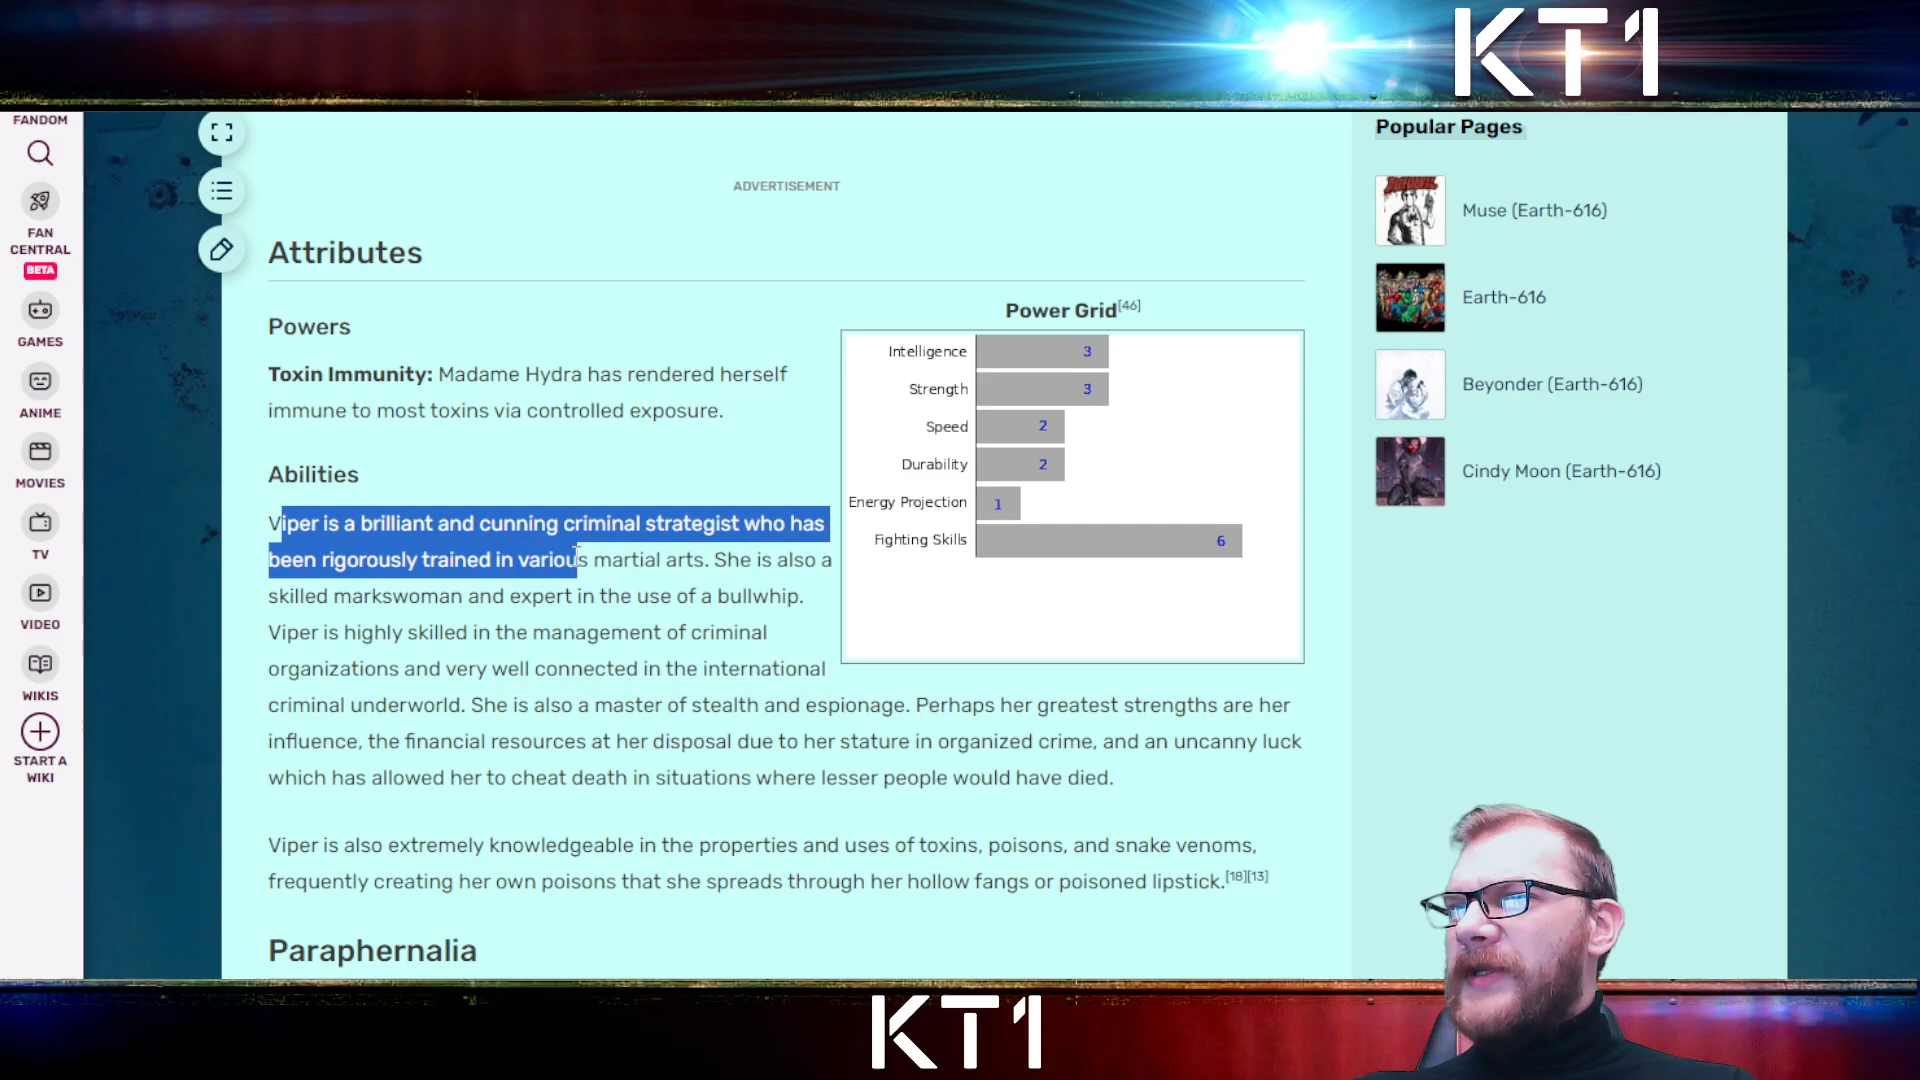 KT1
FANDOM
FAN
CENTRAL
BETA
GAMES
ANIME
MOVIES
TV
VIDEO
WIKIS
START A
WIKI
ADVERTISEMENT
Attributes
Powers
Toxin Immunity: Madame Hydra has rendered herself
immune to most toxins via controlled exposure.
Abilities
Viper is a brilliant and cunning criminal strategist who has
been rigorously trained in various martial arts. She is also a
skilled markswoman and expert in the use of a bullwhip.
Viper is highly skilled in the management of criminal
organizations and very well connected in the international
criminal underworld. She is also a master of stealth and espionage. Perhaps her greatest strengths are her
influence, the financial resources at her disposal due to her stature in organized crime, and an uncanny luck
which has allowed her to cheat death in situations where lesser people would have died.
Viper is also extremely knowledgeable in the properties and uses of toxins, poisons, and snake venoms,
frequently creating her own poisons that she spreads through her hollow fangs or poisoned lipstick.[18][13]
Paraphernalia
Power Grid[46]
Intelligence 3
Strength 3
Speed 2
Durability 2
Energy Projection 1
Fighting Skills 6
Popular Pages
Muse (Earth-616)
Earth-616
Beyonder (Earth-616)
Cindy Moon (Earth-616)
KT1